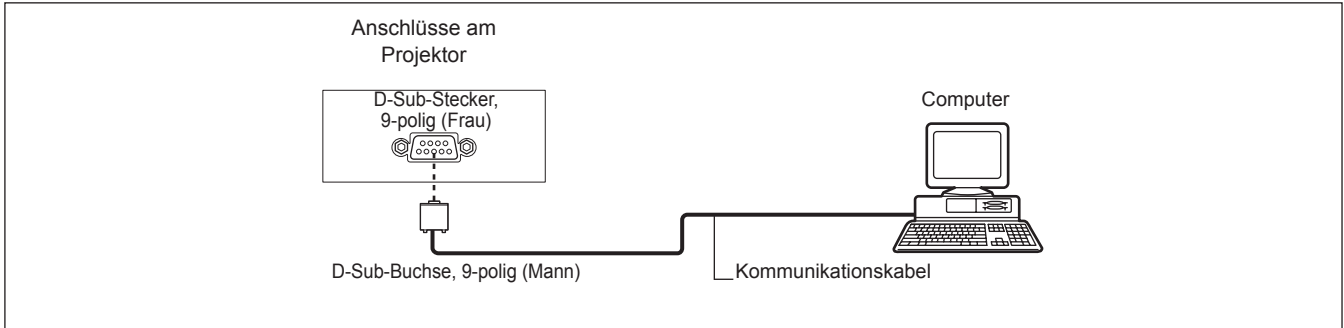 Anschlüsse am
Projektor
D-Sub-Stecker,
9-polig (Frau)
Computer
D-Sub-Buchse, 9-polig (Mann)
Kommunikationskabel